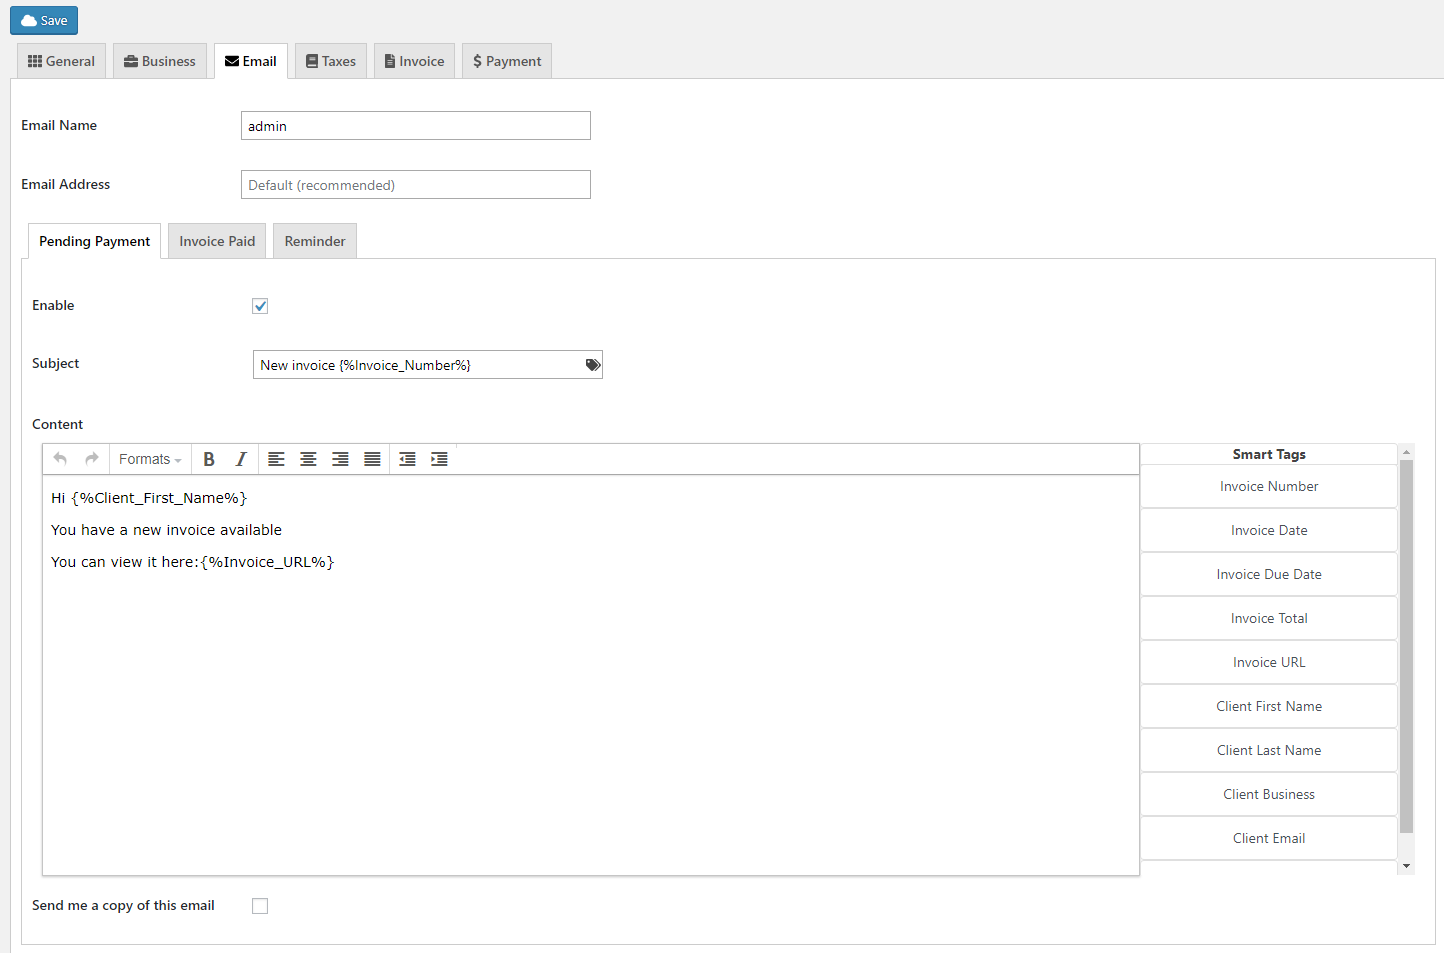 Save
General Business Email Taxes Invoice $ Payment
Email Name admin
Email Address Default (recommended)
Pending Payment Invoice Paid Reminder
Enable
Subject New invoice {%Invoice_Number%}
Content
Formats B I
Smart Tags
Hi {%Client_First_Name%}
You have a new invoice available
You can view it here:{%Invoice_URL%}
Invoice Number
Invoice Date
Invoice Due Date
Invoice Total
Invoice URL
Client First Name
Client Last Name
Client Business
Client Email
Send me a copy of this email